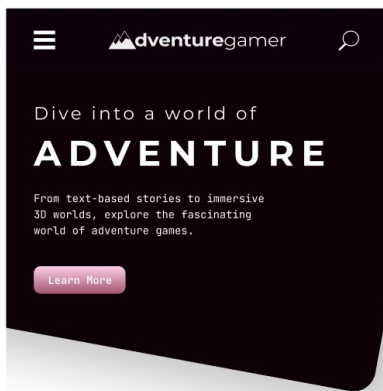 dventuregamer
Dive into a world of
ADVENTURE
From text-based stories to immersive
3D worlds, explore the fascinating
world of adventure games.
Learn More